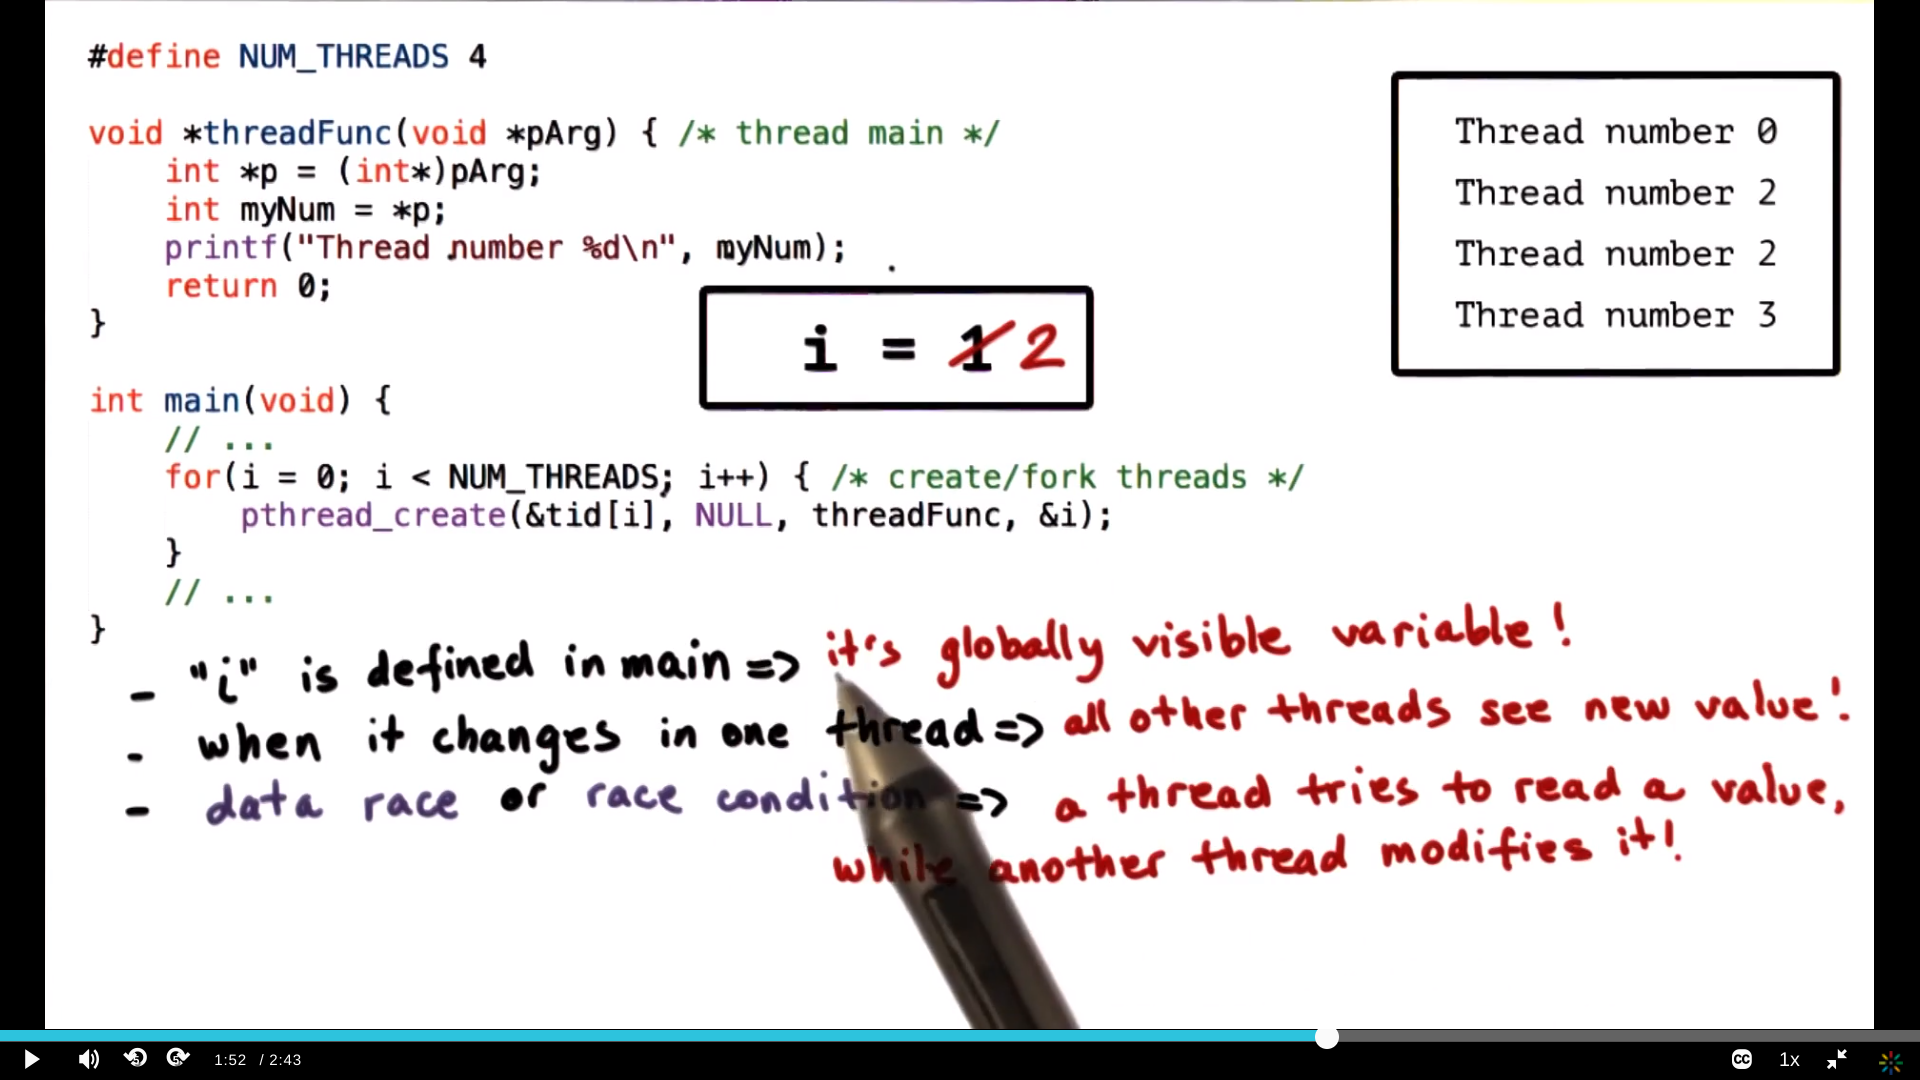 #define NUM_THREADS 4
void *threadFunc(void *pArg) { /* thread main */
int *p = (int*)pArg;
int myNum = *p;
printf("Thread number %d\n", myNum);
return 0;
}
Thread number 0
Thread number 2
Thread number 2
Thread number 3
i = 1 2
int main(void) {
// ...
for(i = 0; i < NUM_THREADS; i++) { /* create/fork threads */
pthread_create(&tid[i], NULL, threadFunc, &i);
}
// ...
}
- "i" is defined in main => it's globally visible variable!
- when it changes in one thread => all other threads see new value!
- data race or race condition => a thread tries to read a value,
while another thread modifies it!
5 5 1:52 / 2:43 CC 1x